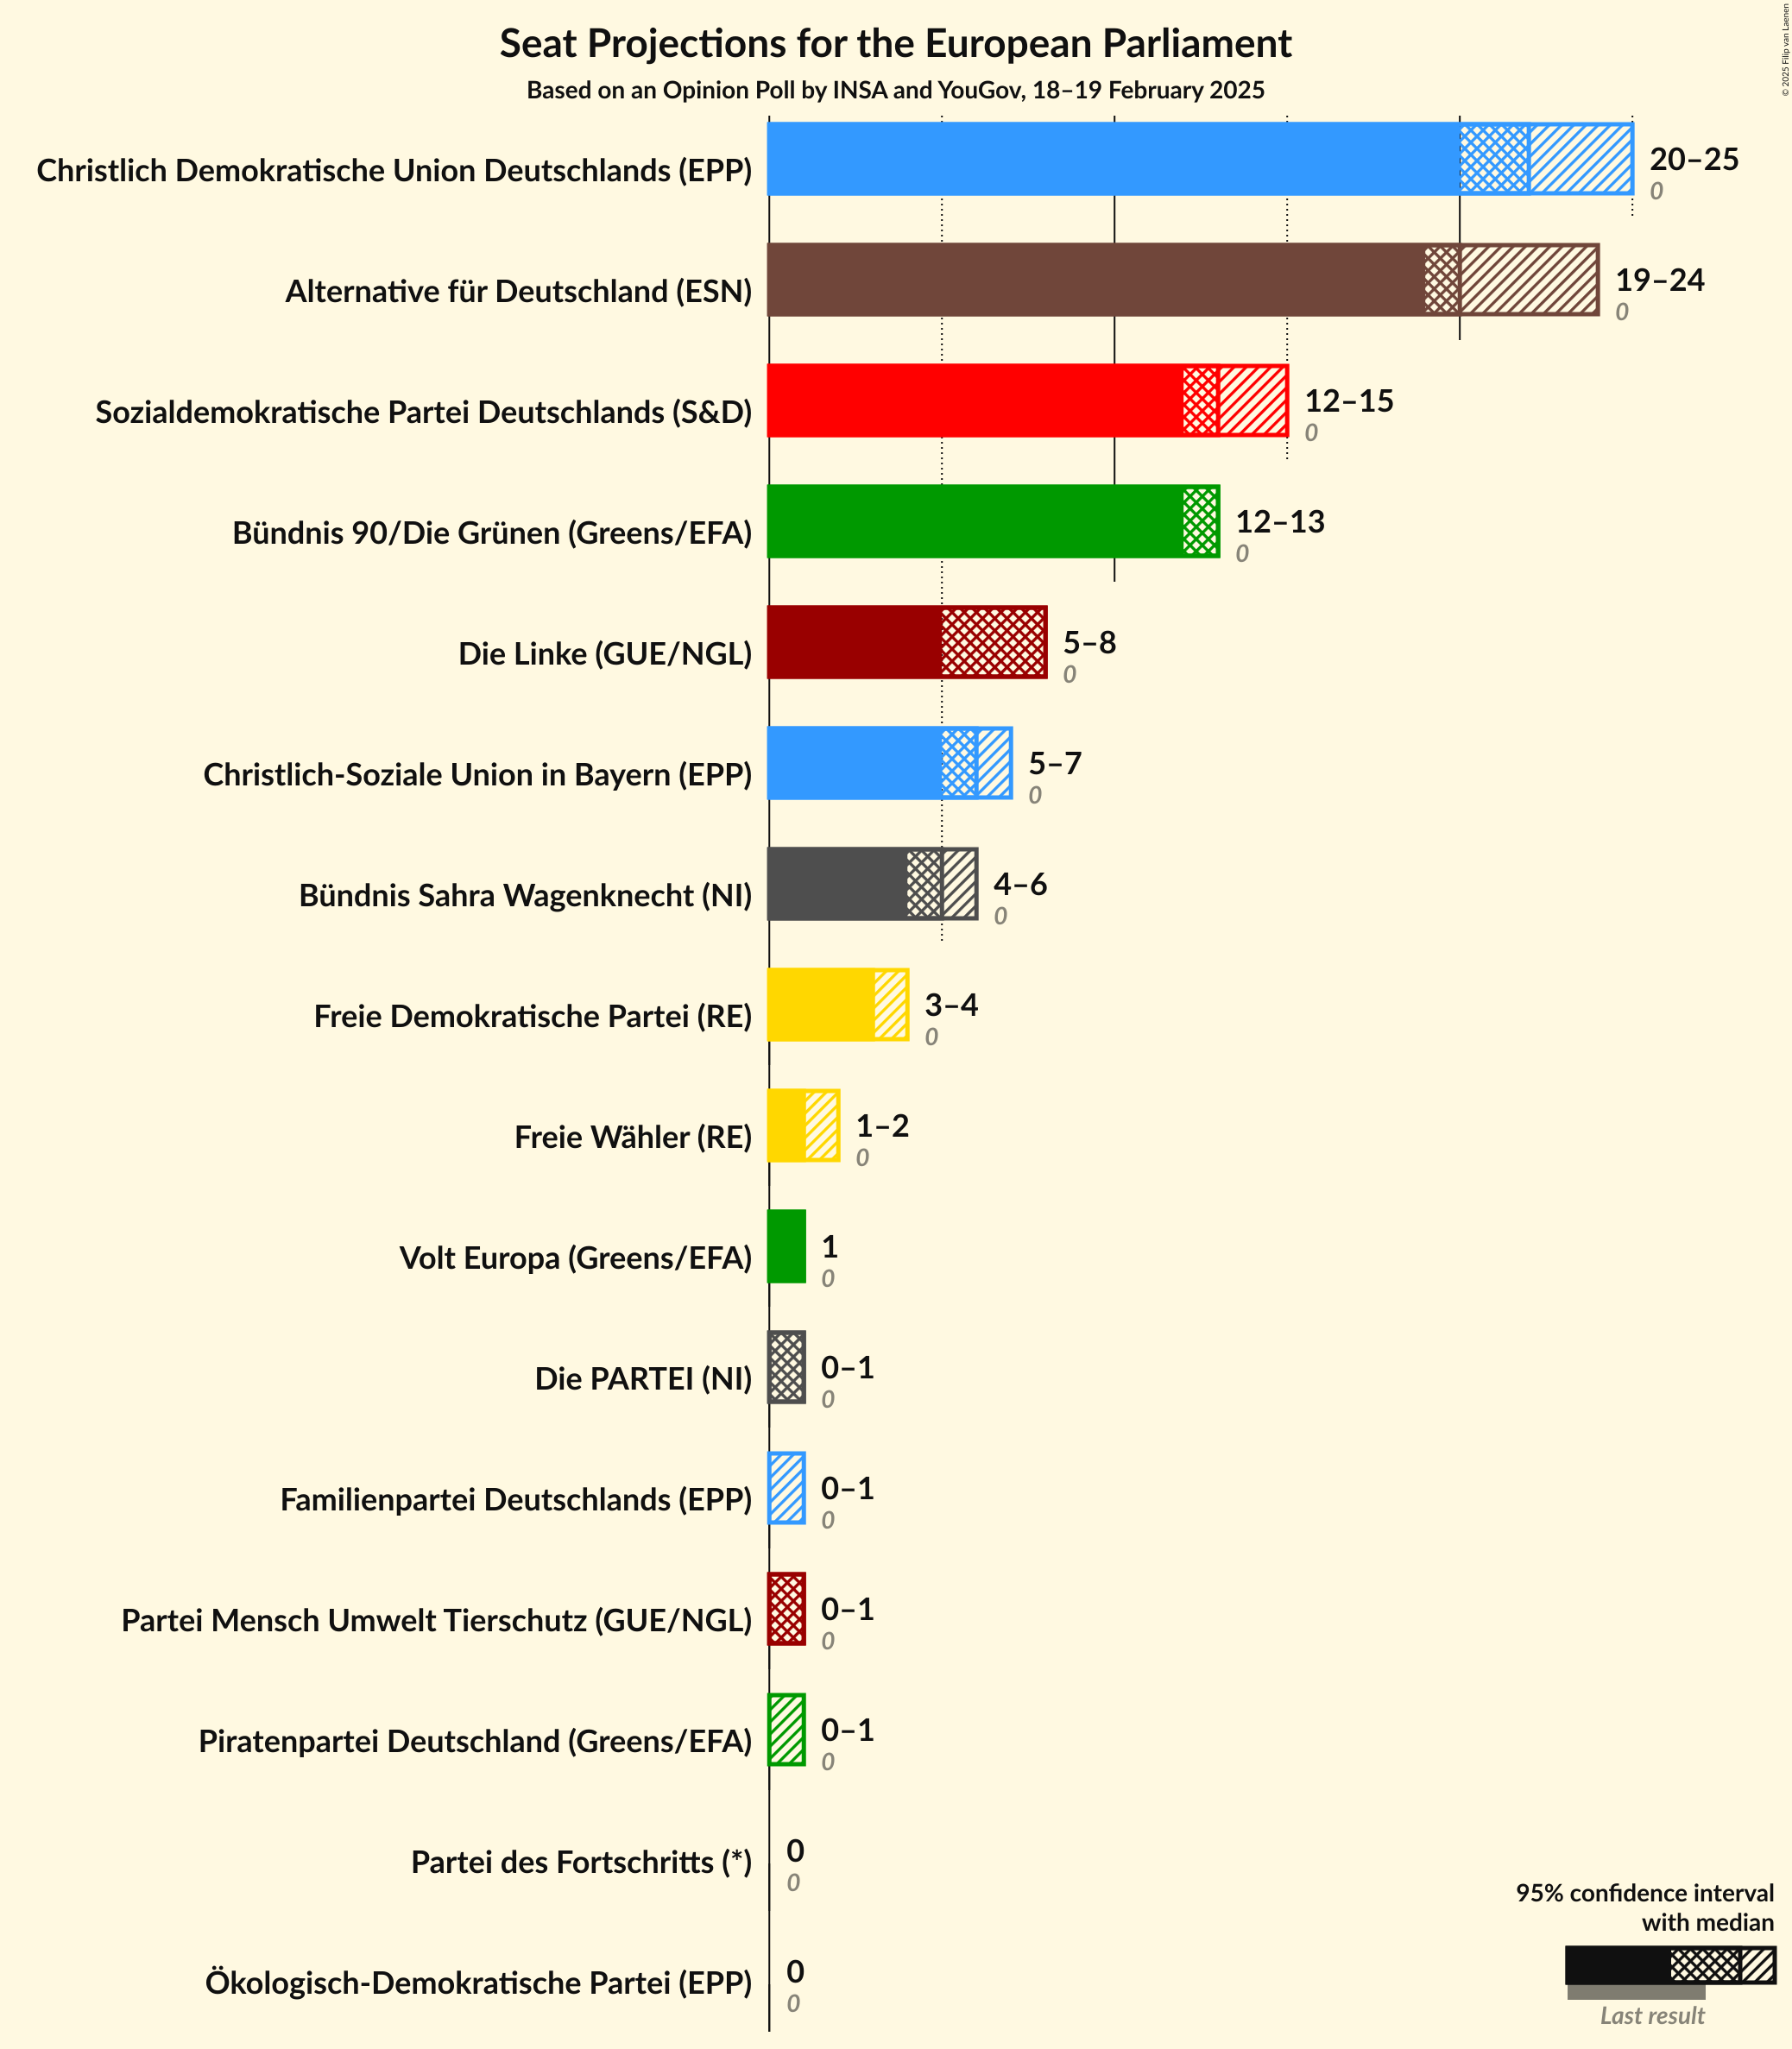 Seat Projections for the European Parliament
Based on an Opinion Poll by INSA and YouGov, 18–19 February 2025
© 2025 Filip van Laenen
Christlich Demokratische Union Deutschlands (EPP)
20–25
0
Alternative für Deutschland (ESN)
19–24
0
Sozialdemokratische Partei Deutschlands (S&D)
12–15
0
Bündnis 90/Die Grünen (Greens/EFA)
12–13
0
Die Linke (GUE/NGL)
5–8
0
Christlich-Soziale Union in Bayern (EPP)
5–7
0
Bündnis Sahra Wagenknecht (NI)
4–6
0
Freie Demokratische Partei (RE)
3–4
0
Freie Wähler (RE)
1–2
0
Volt Europa (Greens/EFA)
1
0
Die PARTEI (NI)
0–1
0
Familienpartei Deutschlands (EPP)
0–1
0
Partei Mensch Umwelt Tierschutz (GUE/NGL)
0–1
0
Piratenpartei Deutschland (Greens/EFA)
0–1
0
Partei des Fortschritts (*)
0
0
Ökologisch-Demokratische Partei (EPP)
0
0
95% confidence interval
with median
Last result